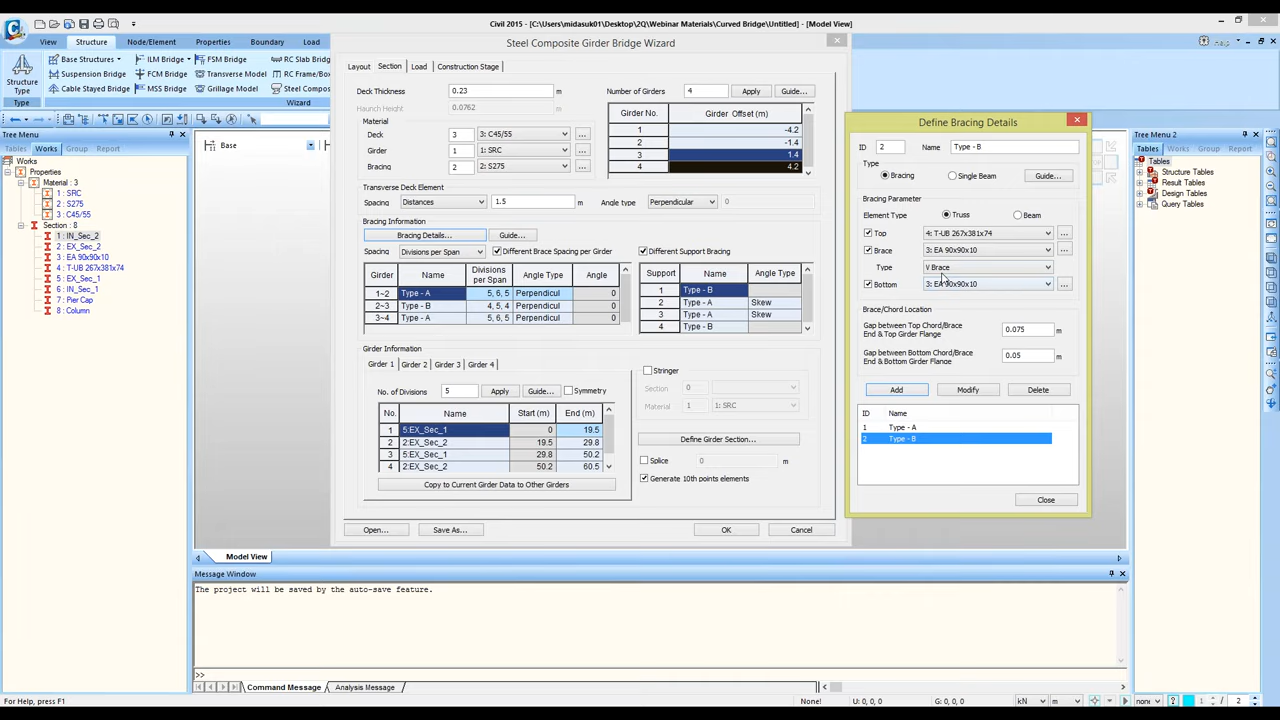 Civil 2015 - [C:\Users\midasuk01\Desktop\2Q\Webinar Materials\Curved Bridge\Untitled] - [Model View]
View Structure Node/Element Properties Boundary Load
Help
Structure Type
Base Structures
Suspension Bridge
Cable Stayed Bridge
ILM Bridge
FCM Bridge
MSS Bridge
FSM Bridge
Transverse Model
Grillage Model
RC Slab Bridge
RC Frame/Box
Steel Compos
Type
Wizard
Tree Menu
Tables Works Group Report
Works
Properties
Material : 3
1 : SRC
2 : S275
3 : C45/55
Section : 8
1 : IN_Sec_2
2 : EX_Sec_2
3 : EA 90x90x10
4 : T-UB 267x381x74
5 : EX_Sec_1
6 : IN_Sec_1
7 : Pier Cap
8 : Column
Base
Steel Composite Girder Bridge Wizard
Layout Section Load Construction Stage
Deck Thickness 0.23 m
Haunch Height 0.0762 m
Material
Deck 3 3: C45/55 ...
Girder 1 1: SRC ...
Bracing 2 2: S275 ...
Number of Girders 4 Apply Guide...
Girder No. Girder Offset (m)
1 -4.2
2 -1.4
3 1.4
4 4.2
Transverse Deck Element
Spacing Distances 1.5 m Angle type Perpendicular 0
Bracing Information
Bracing Details... Guide...
Spacing Divisions per Span Different Brace Spacing per Girder
Different Support Bracing
Girder Name Divisions per Span Angle Type Angle
1~2 Type - A 5, 6, 5 Perpendicul 0
2~3 Type - B 4, 5, 4 Perpendicul 0
3~4 Type - A 5, 6, 5 Perpendicul 0
Support Name Angle Type
1 Type - B
2 Type - A Skew
3 Type - A Skew
4 Type - B
Girder Information
Girder 1 Girder 2 Girder 3 Girder 4
No. of Divisions 5 Apply Guide... Symmetry
No. Name Start (m) End (m)
1 5:EX_Sec_1 0 19.5
2 2:EX_Sec_2 19.5 29.8
3 5:EX_Sec_1 29.8 50.2
4 2:EX_Sec_2 50.2 60.5
Copy to Current Girder Data to Other Girders
Stringer
Section 0
Material 1 1: SRC
Define Girder Section...
Splice 0 m
Generate 10th points elements
Open... Save As... OK Cancel
Define Bracing Details
ID 2 Name Type - B
Type
Bracing Single Beam Guide...
Bracing Parameter
Element Type Truss Beam
Top 4: T-UB 267x381x74 ...
Brace 3: EA 90x90x10 ...
Type V Brace
Bottom 3: EA 90x90x10 ...
Brace/Chord Location
Gap between Top Chord/Brace End & Top Girder Flange 0.075 m
Gap between Bottom Chord/Brace End & Bottom Girder Flange 0.05 m
Add Modify Delete
ID Name
1 Type - A
2 Type - B
Close
Tree Menu 2
Tables Works Group Report
Tables
Structure Tables
Result Tables
Design Tables
Query Tables
Model View
Message Window
The project will be saved by the auto-save feature.
>>
Command Message Analysis Message
For Help, press F1
None! U: 0, 0, 0 G: 0, 0, 0 kN m none 1 / 2